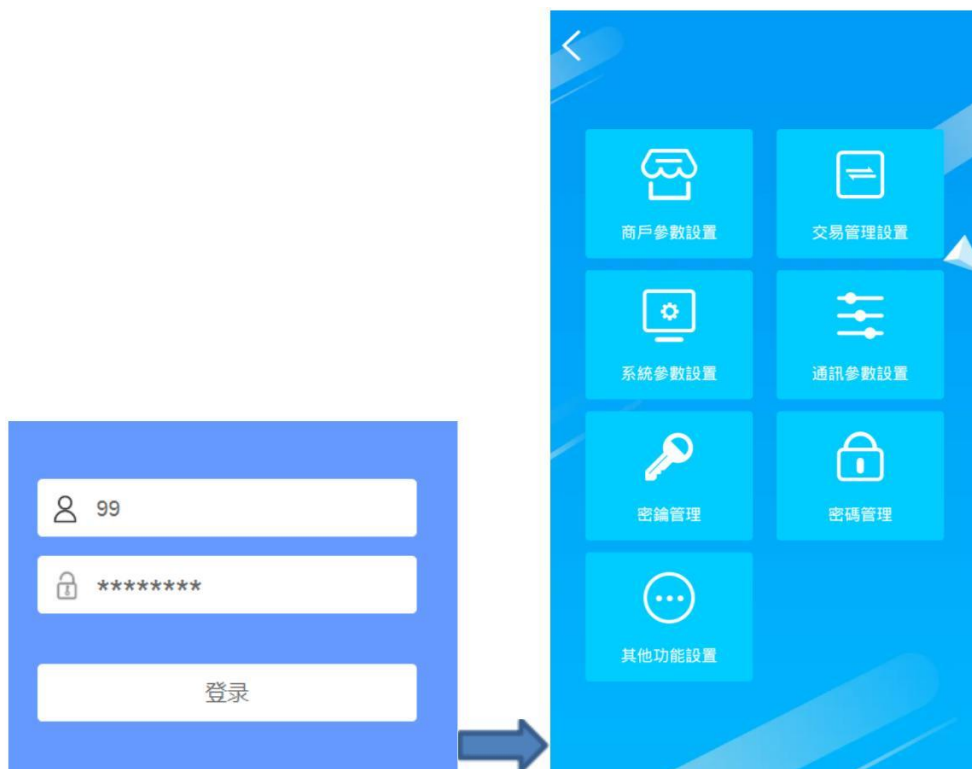 99
********
登录
商戶參數設置
交易管理設置
系統參數設置
通訊參數設置
密鑰管理
密碼管理
其他功能設置